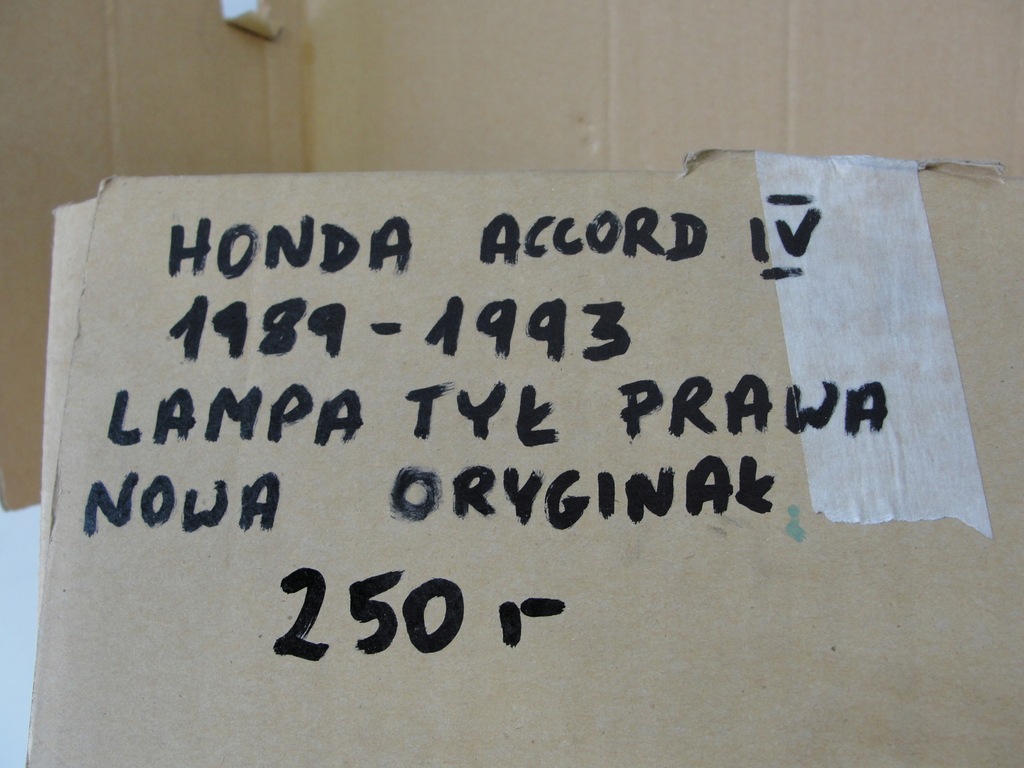 HONDA ACCORD IV
1989-1993
LAMPA TYŁ PRAWA
NOWA ORYGINAŁ
250,-